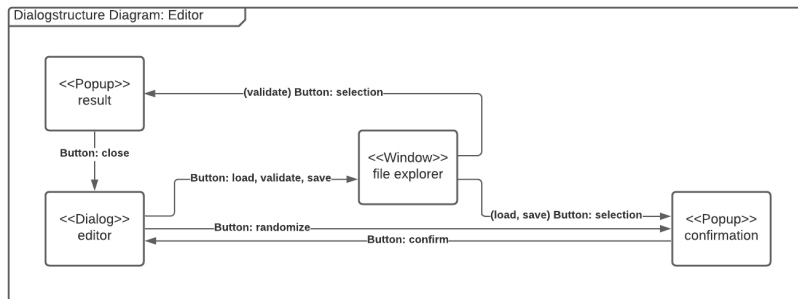 Dialogstructure Diagram: Editor
<<Popup>>
result
(validate) Button: selection
Button: close
<<Window>>
file explorer
Button: load, validate, save
<<Dialog>>
editor
(load, save) Button: selection
Button: randomize
Button: confirm
<<Popup>>
confirmation